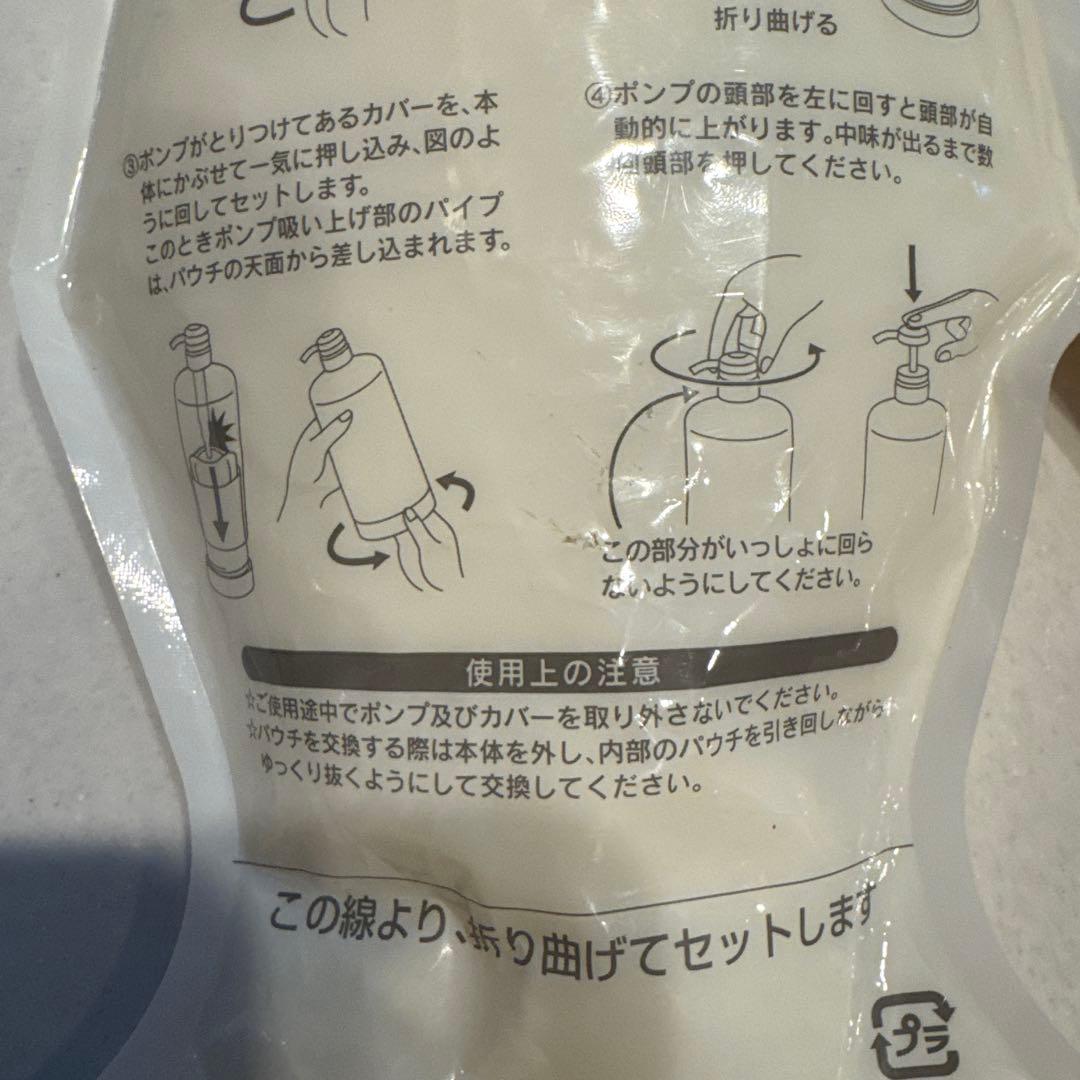 折り曲げる
③ポンプがとりつけてあるカバーを、本
体にかぶせて一気に押し込み、図のよ
うに回してセットします。
このときポンプ吸い上げ部のパイプ
は、パウチの天面から差し込まれます。
④ポンプの頭部を左に回すと頭部が自
動的に上がります。中味が出るまで数
回頭部を押してください。
この部分がいっしょに回ら
ないようにしてください。
使用上の注意
☆ご使用途中でポンプ及びカバーを取り外さないでください。
☆パウチを交換する際は本体を外し、内部のパウチを引き回しながら
ゆっくり抜くようにして交換してください。
この線より、折り曲げてセットします
プラ